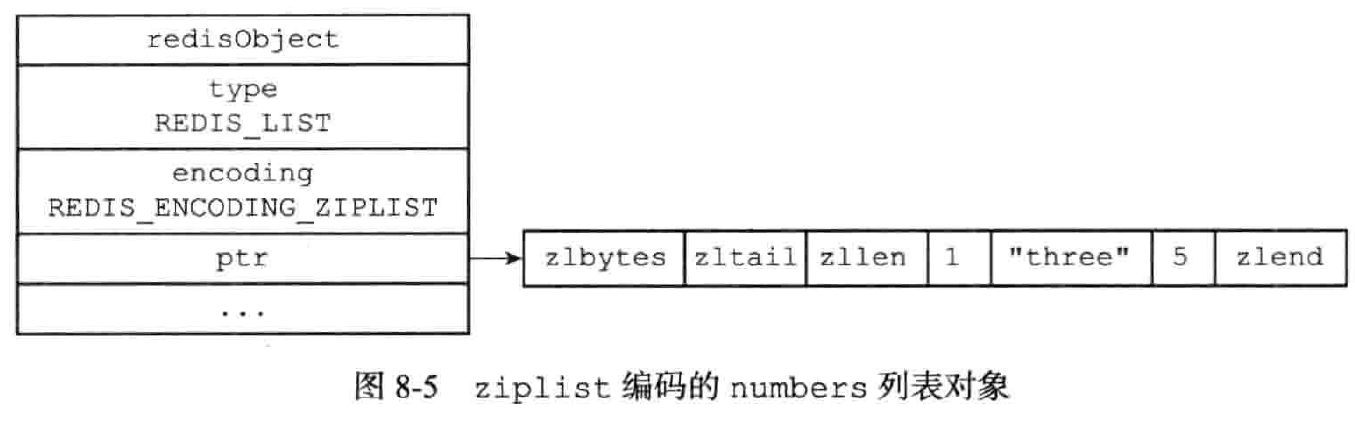 redisObject
type
REDIS_LIST
encoding
REDIS_ENCODING_ZIPLIST
ptr
zlbytes zltail zllen 1 "three" 5 zlend
...
图 8-5 ziplist 编码的 numbers 列表对象